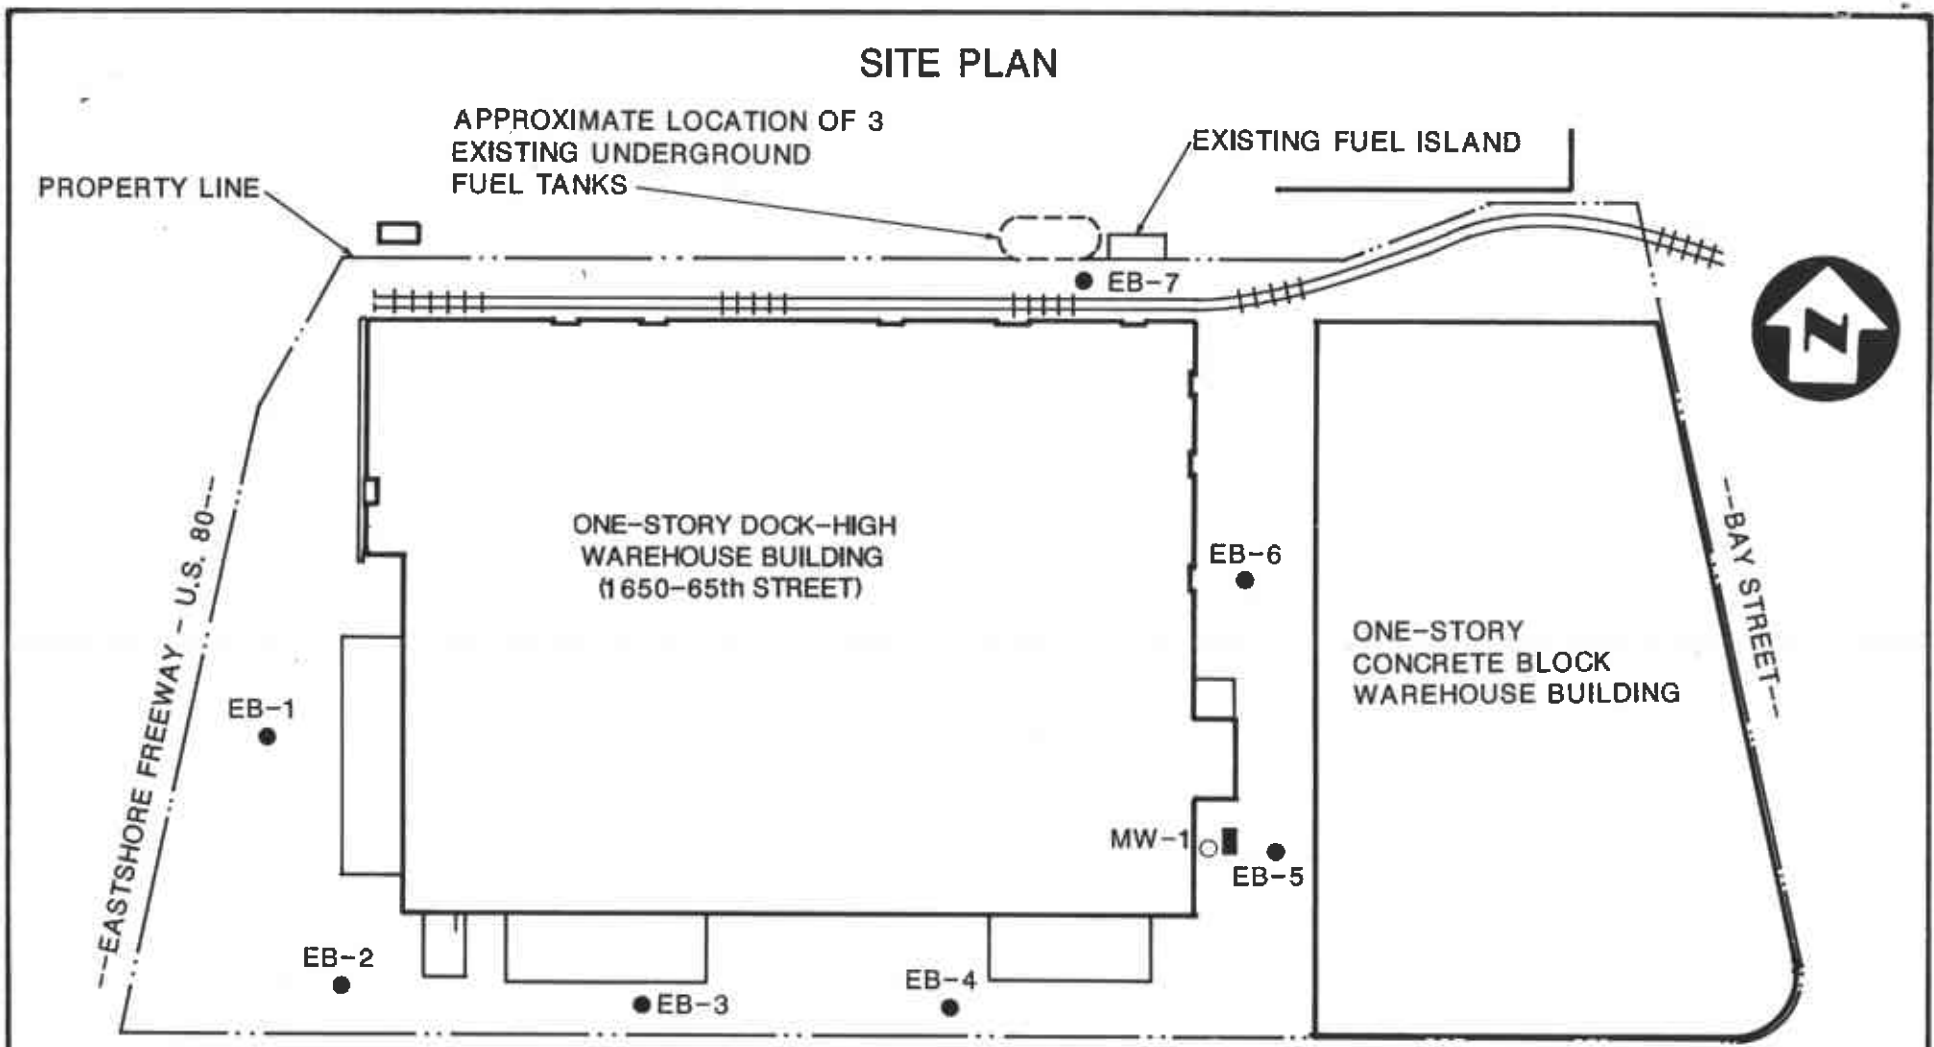 SITE PLAN
APPROXIMATE LOCATION OF 3
EXISTING UNDERGROUND
FUEL TANKS
EXISTING FUEL ISLAND
PROPERTY LINE
EB-7
N
ONE-STORY DOCK-HIGH
WAREHOUSE BUILDING
(1650-65th STREET)
EB-6
--EASTSHORE FREEWAY - U.S. 80--
--BAY STREET--
ONE-STORY
CONCRETE BLOCK
WAREHOUSE BUILDING
EB-1
MW-1
EB-5
EB-2
EB-3
EB-4